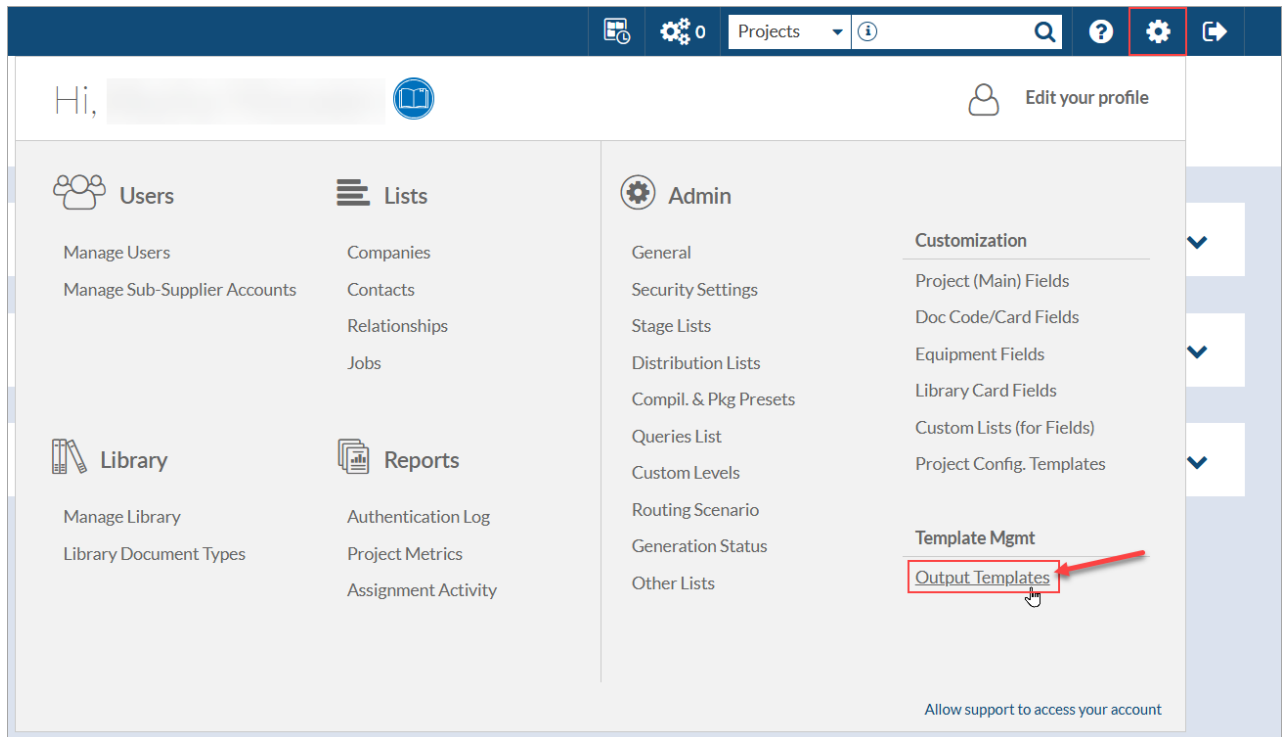 0
Projects
Hi,
Edit your profile
Users
Manage Users
Manage Sub-Supplier Accounts
Lists
Companies
Contacts
Relationships
Jobs
Library
Manage Library
Library Document Types
Reports
Authentication Log
Project Metrics
Assignment Activity
Admin
General
Security Settings
Stage Lists
Distribution Lists
Compil. & Pkg Presets
Queries List
Custom Levels
Routing Scenario
Generation Status
Other Lists
Customization
Project (Main) Fields
Doc Code/Card Fields
Equipment Fields
Library Card Fields
Custom Lists (for Fields)
Project Config. Templates
Template Mgmt
Output Templates
Allow support to access your account